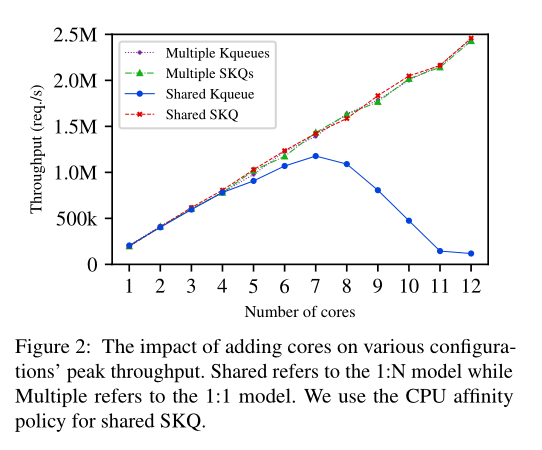 2.5M
2.0M
1.5M
1.0M
500k
0
Throughput (req./s)
Multiple Kqueues
Multiple SKQs
Shared Kqueue
Shared SKQ
1 2 3 4 5 6 7 8 9 10 11 12
Number of cores
Figure 2: The impact of adding cores on various configura-
tions' peak throughput. Shared refers to the 1:N model while
Multiple refers to the 1:1 model. We use the CPU affinity
policy for shared SKQ.